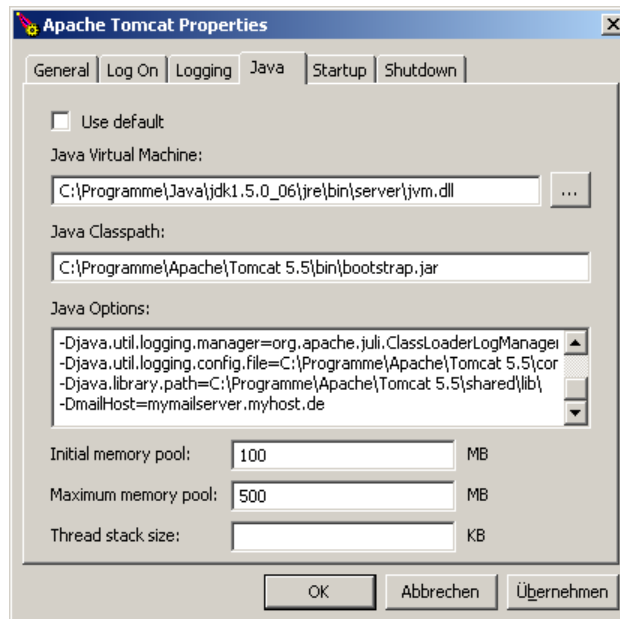 Apache Tomcat Properties
General Log On Logging Java Startup Shutdown
Use default
Java Virtual Machine:
C:\Programme\Java\jdk1.5.0_06\jre\bin\server\jvm.dll ...
Java Classpath:
C:\Programme\Apache\Tomcat 5.5\bin\bootstrap.jar
Java Options:
-Djava.util.logging.manager=org.apache.juli.ClassLoaderLogManager
-Djava.util.logging.config.file=C:\Programme\Apache\Tomcat 5.5\cor
-Djava.library.path=C:\Programme\Apache\Tomcat 5.5\shared\lib\
-DmailHost=mymailserver.myhost.de
Initial memory pool: 100 MB
Maximum memory pool: 500 MB
Thread stack size: KB
OK Abbrechen Übernehmen